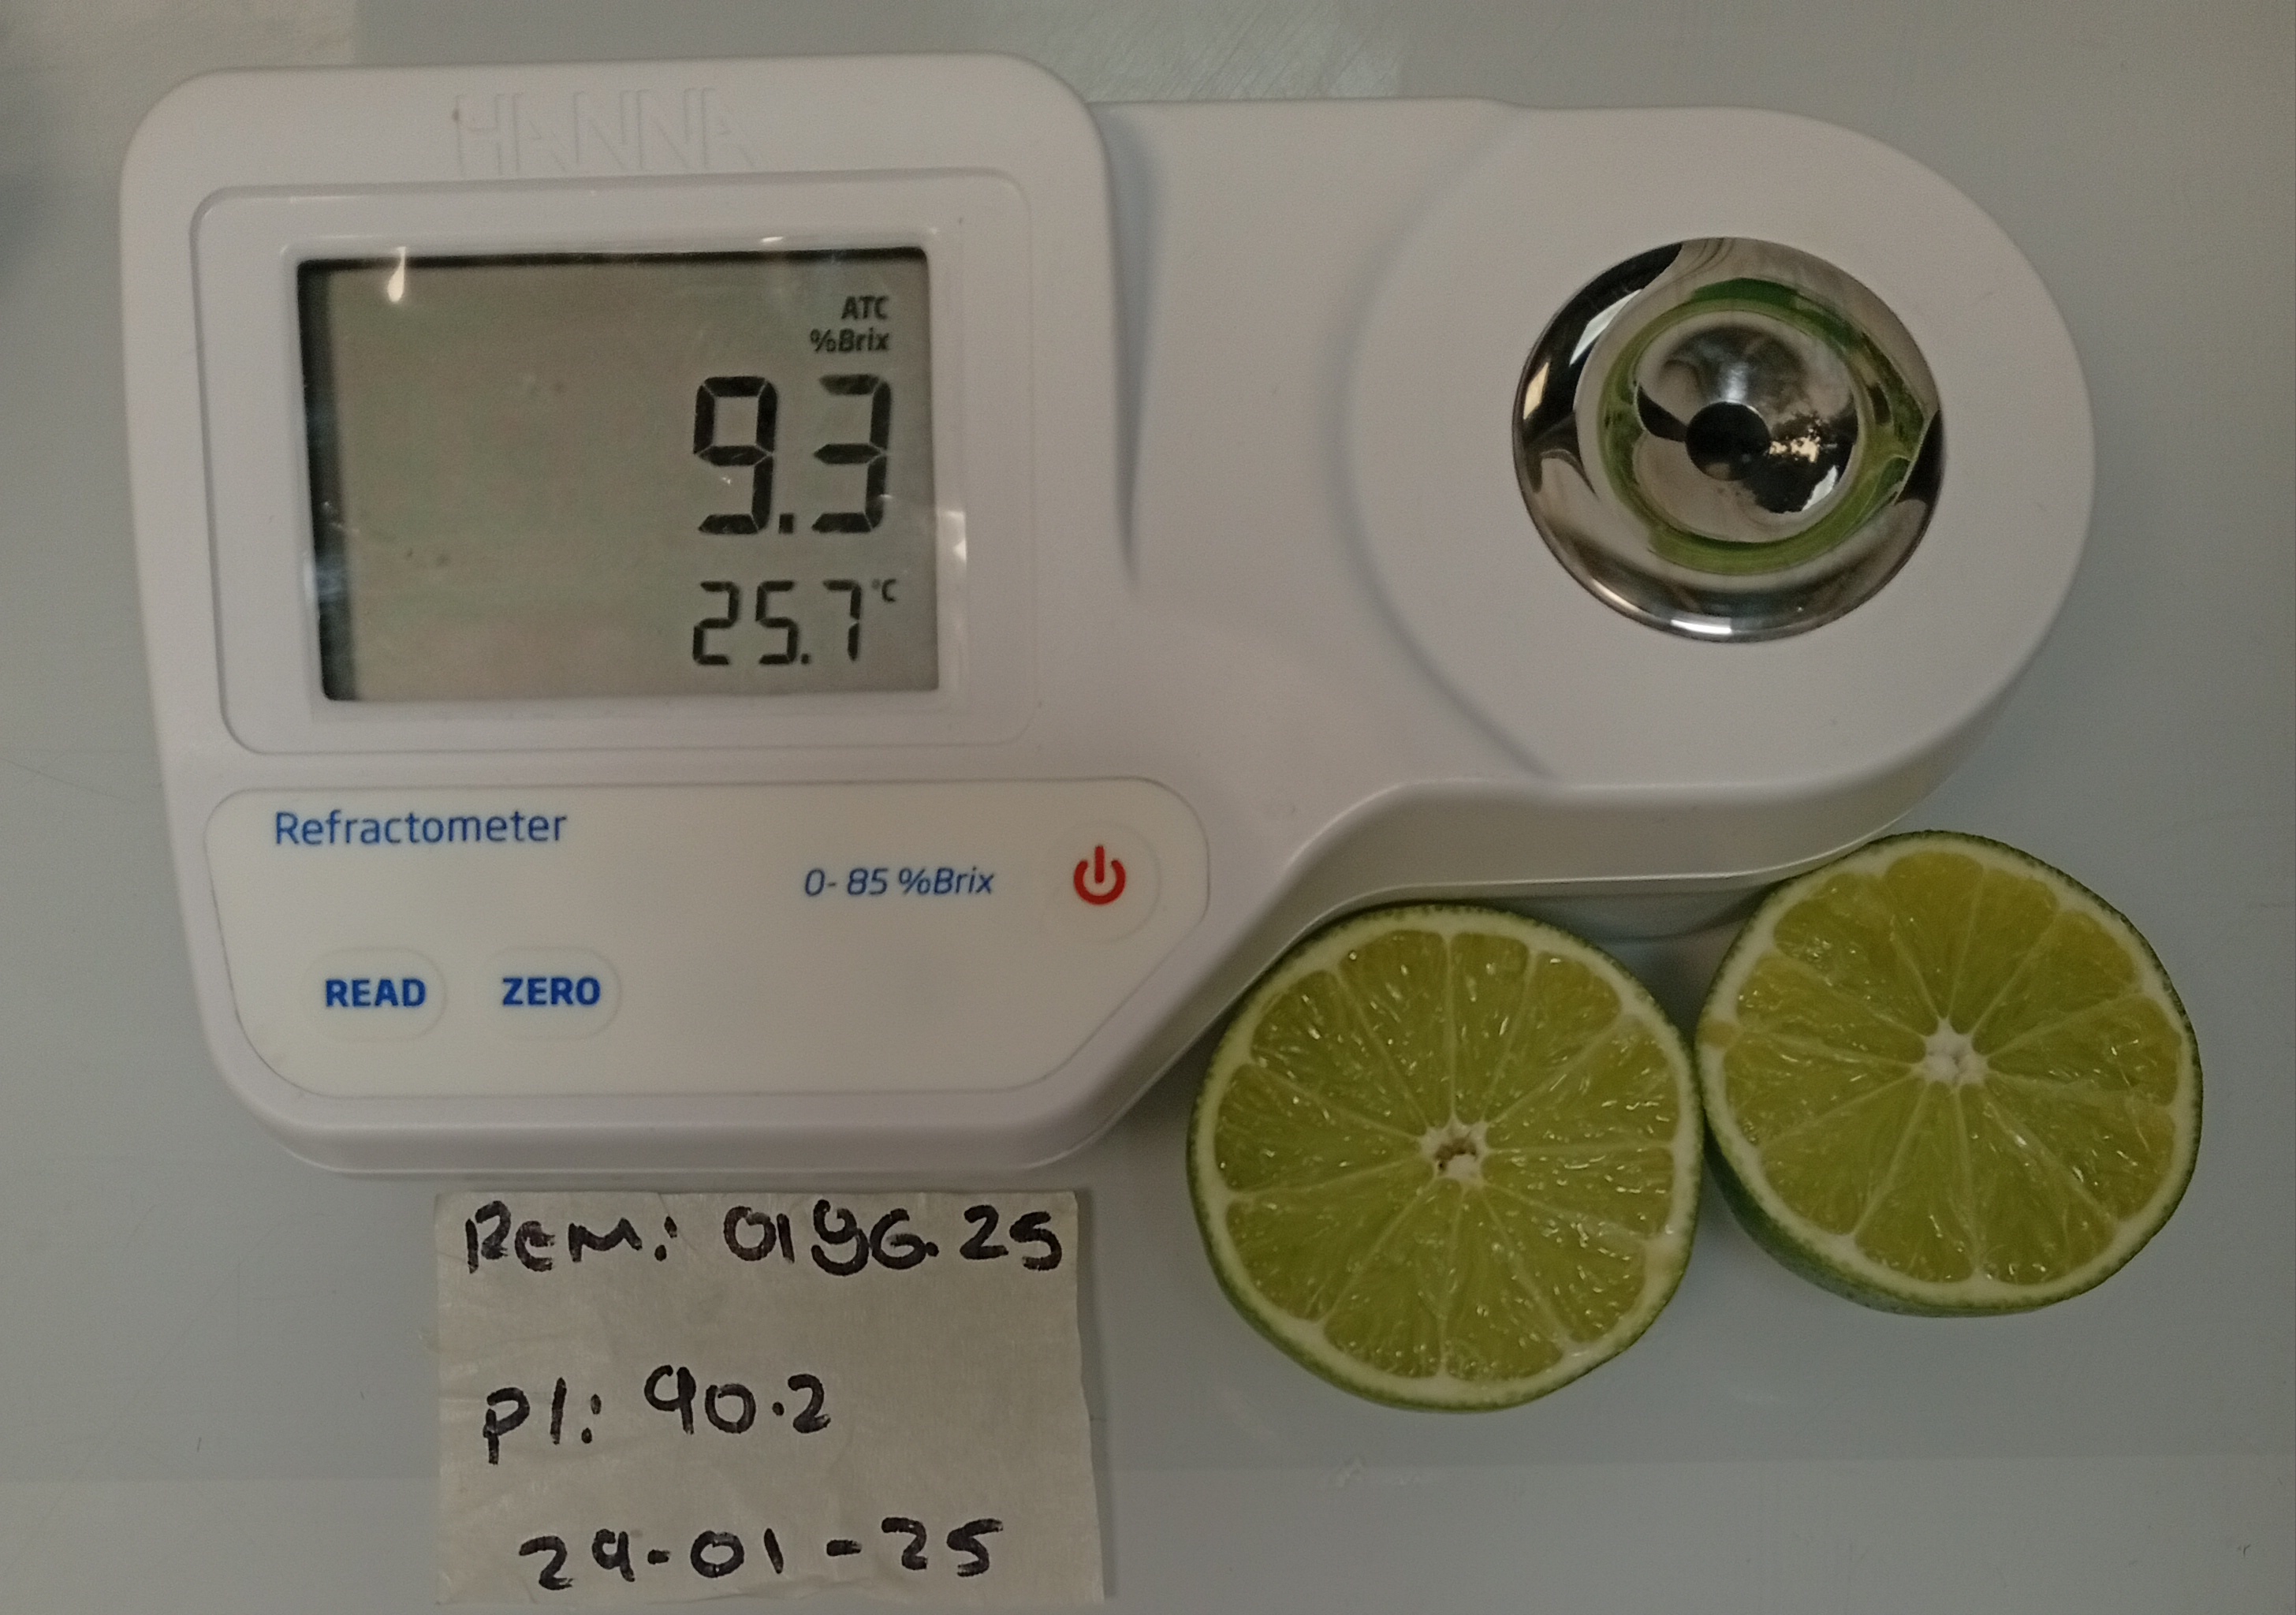 HANNA
ATC
%Brix
9.3
25.7 °C
Refractometer
0- 85 %Brix
READ
ZERO
Rem: 0196.25
Pl: 90.2
29-01-25